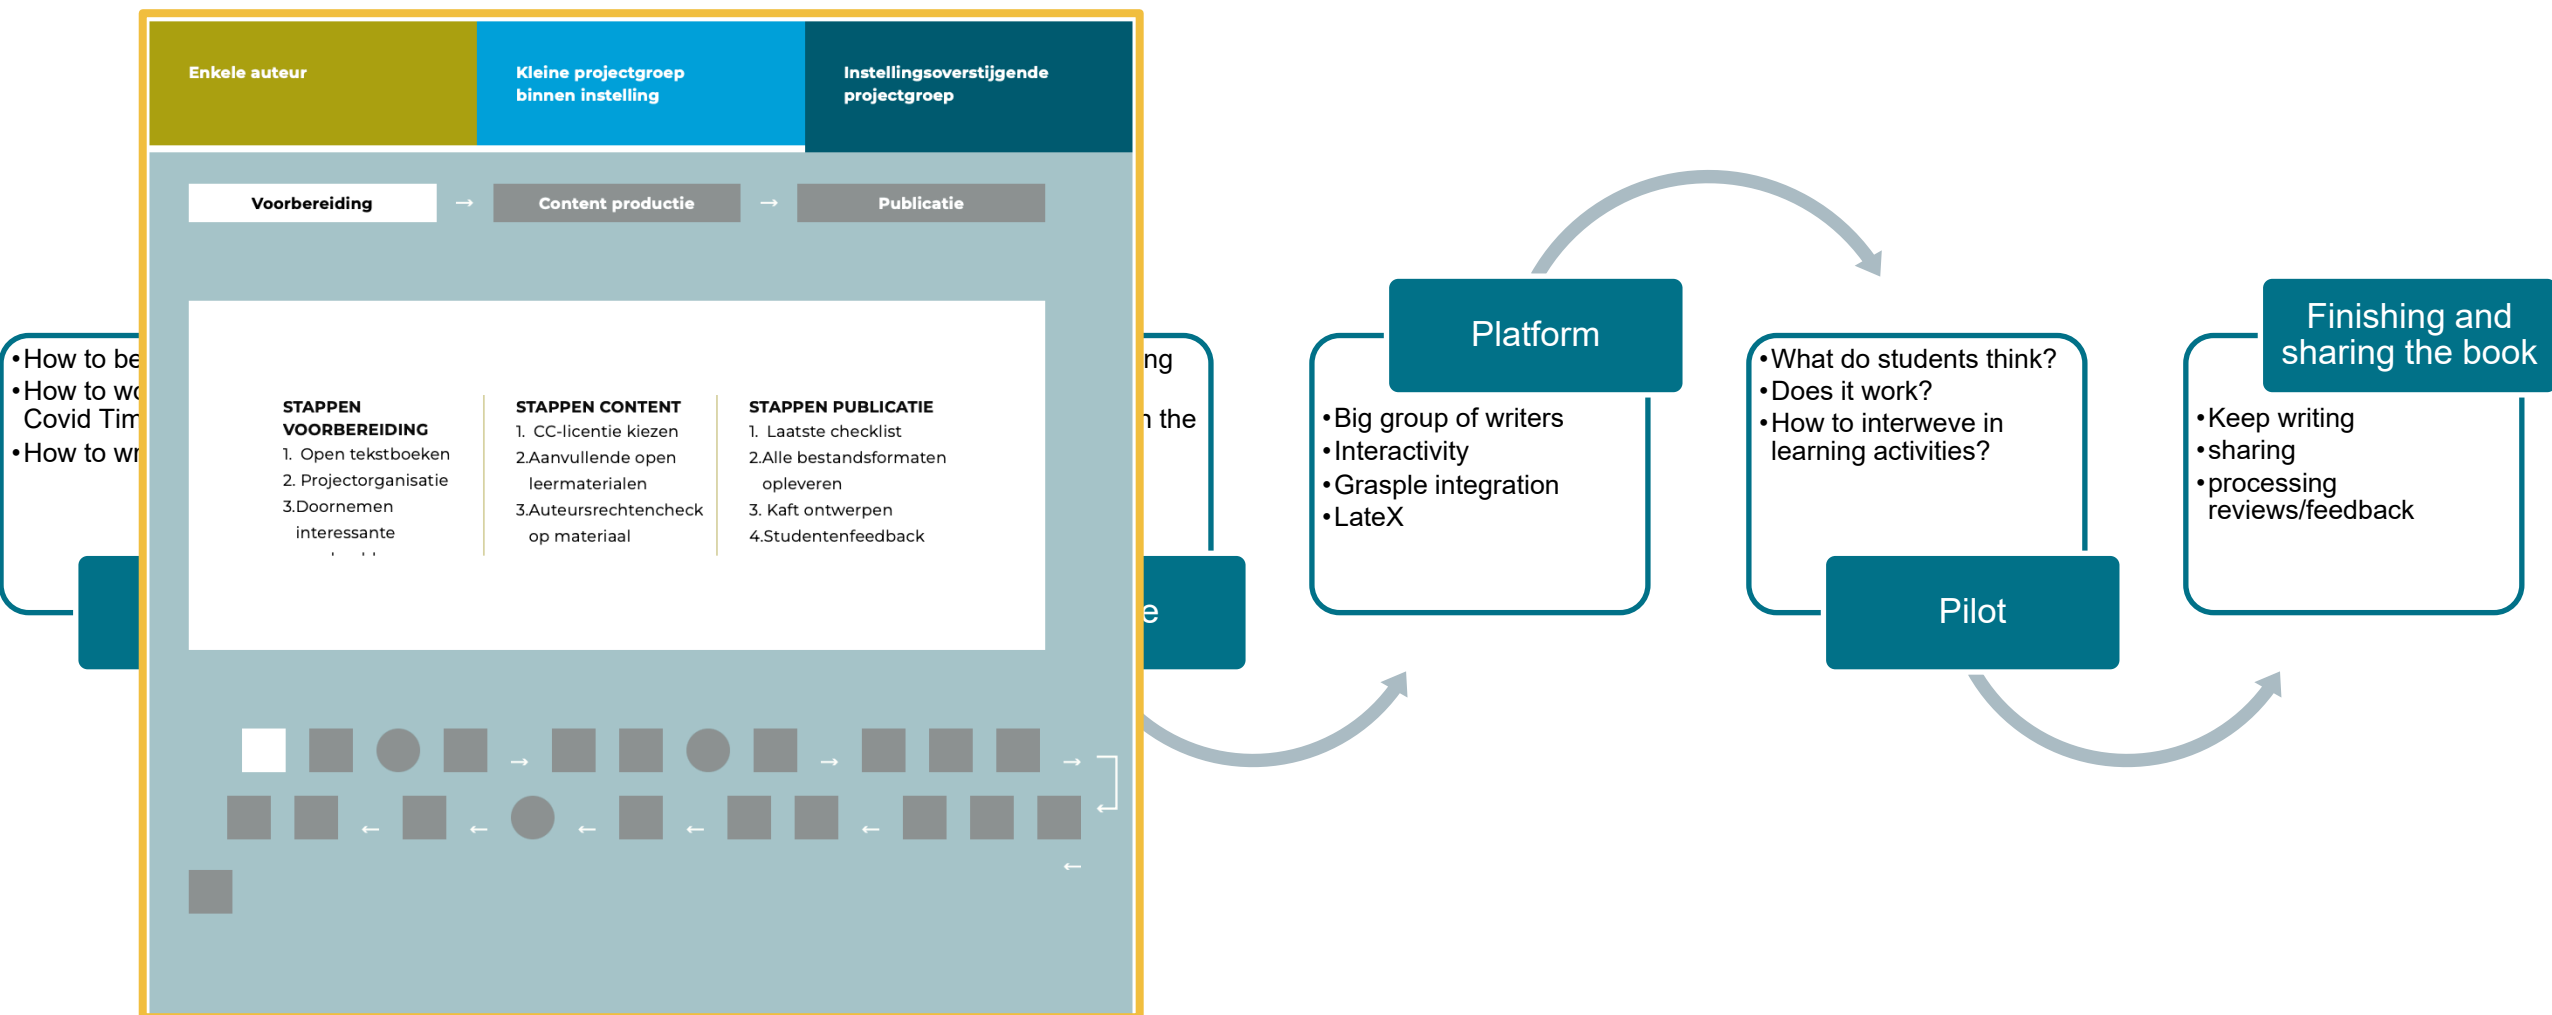 Enkele auteur
Kleine projectgroep
binnen instelling
Instellingsoverstijgende
projectgroep
Voorbereiding → Content productie → Publicatie
STAPPEN
VOORBEREIDING
1. Open tekstboeken
2. Projectorganisatie
3.Doornemen
interessante
STAPPEN CONTENT
1. CC-licentie kiezen
2.Aanvullende open
leermaterialen
3.Auteursrechtencheck
op materiaal
STAPPEN PUBLICATIE
1. Laatste checklist
2.Alle bestandsformaten
opleveren
3. Kaft ontwerpen
4.Studentenfeedback
•How to be
•How to wo
Covid Tim
•How to wr
ng
the
e
Platform
•Big group of writers
•Interactivity
•Grasple integration
•LateX
•What do students think?
•Does it work?
•How to interweve in
learning activities?
Pilot
Finishing and
sharing the book
•Keep writing
•sharing
•processing
reviews/feedback